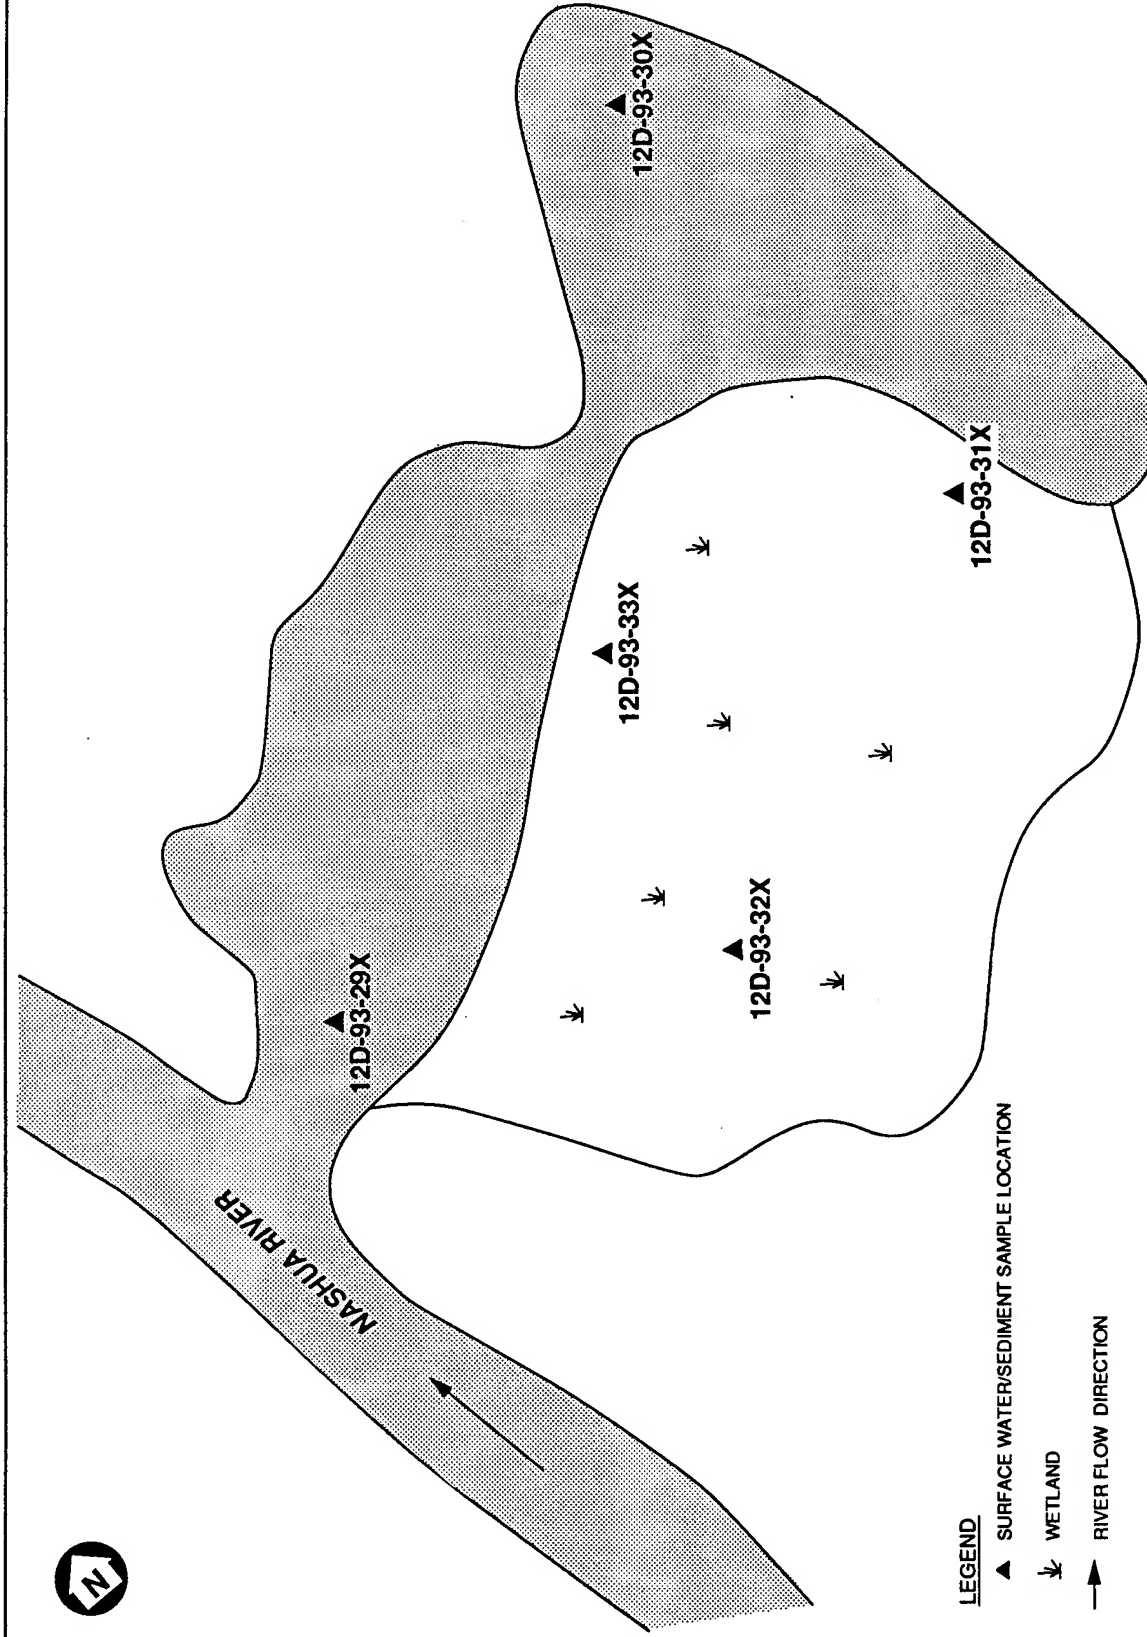 N
NASHUA RIVER
12D-93-29X
12D-93-30X
12D-93-33X
12D-93-32X
12D-93-31X
LEGEND
SURFACE WATER/SEDIMENT SAMPLE LOCATION
WETLAND
RIVER FLOW DIRECTION